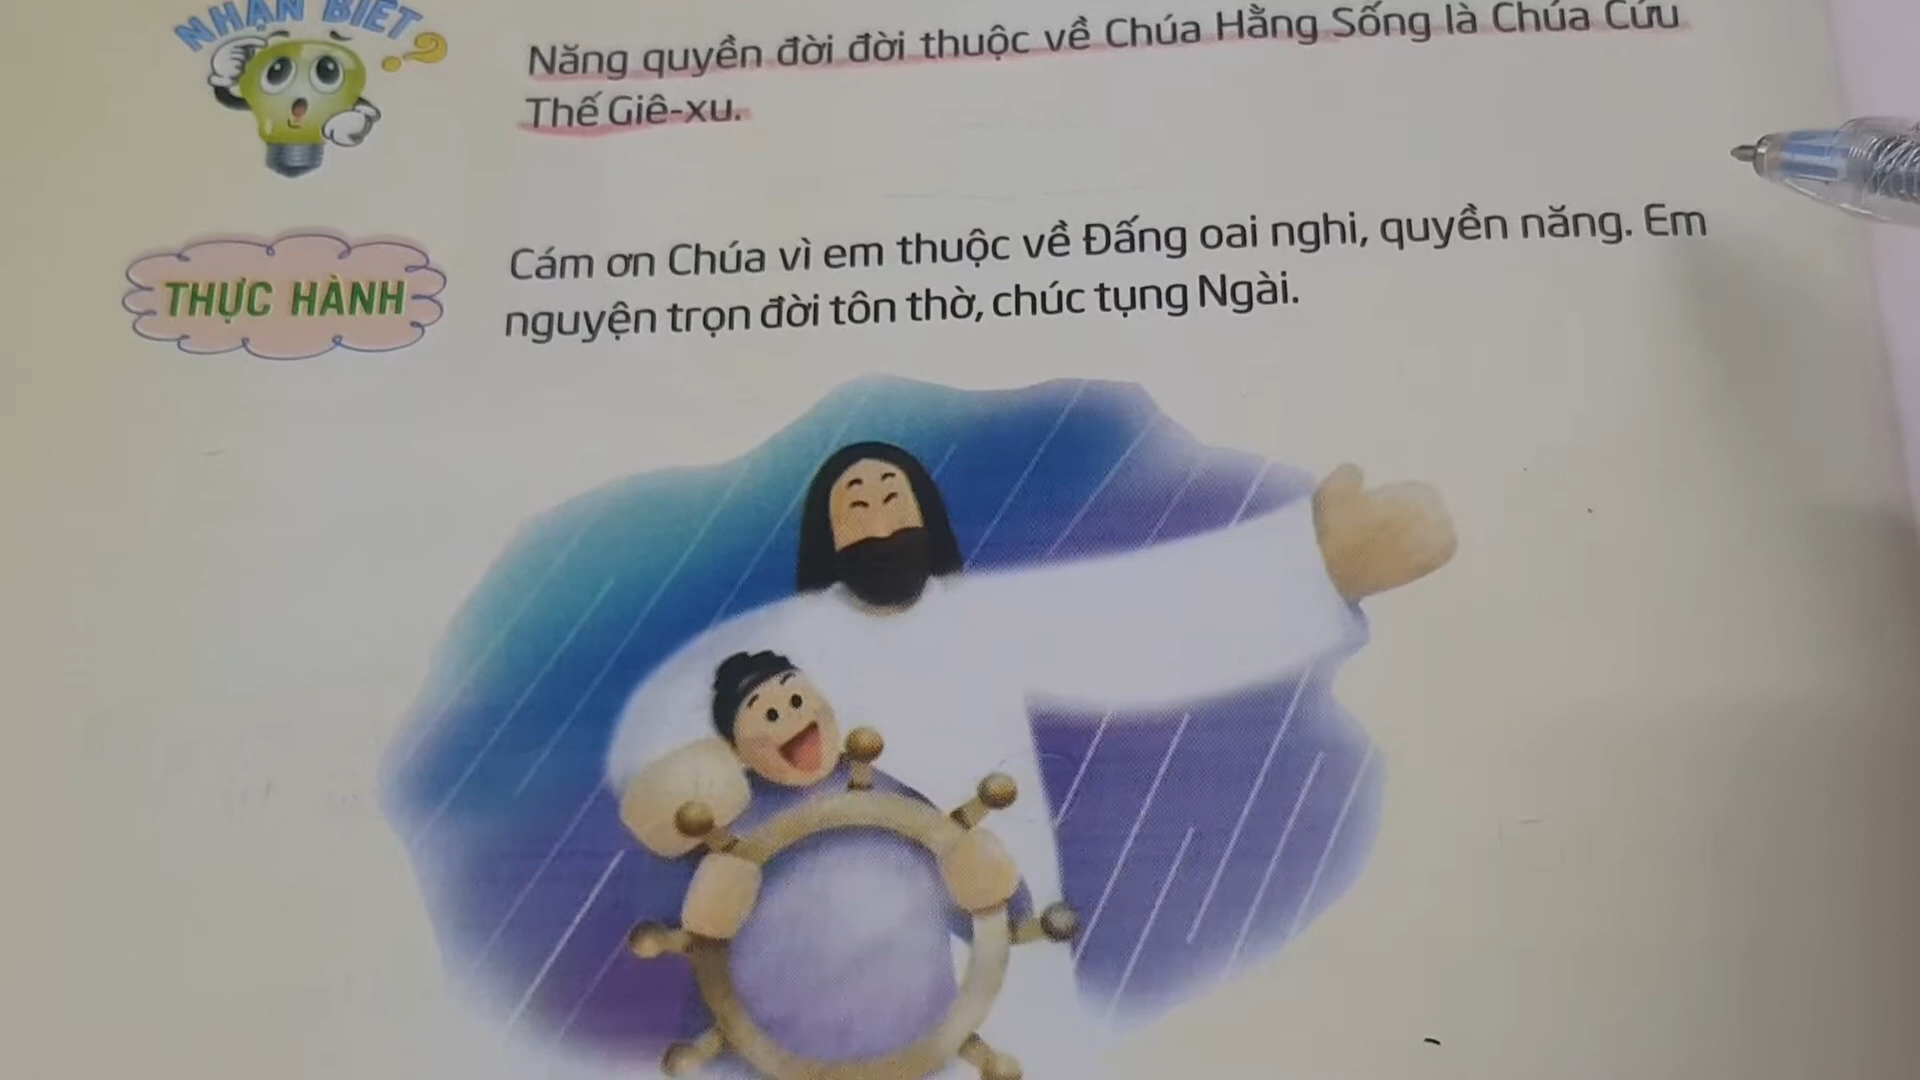 NHẬN BIẾT?
Năng quyền đời đời thuộc về Chúa Hằng Sống là Chúa Cứu
Thế Giê-xu.
THỰC HÀNH
Cám ơn Chúa vì em thuộc về Đấng oai nghi, quyền năng. Em
nguyện trọn đời tôn thờ, chúc tụng Ngài.